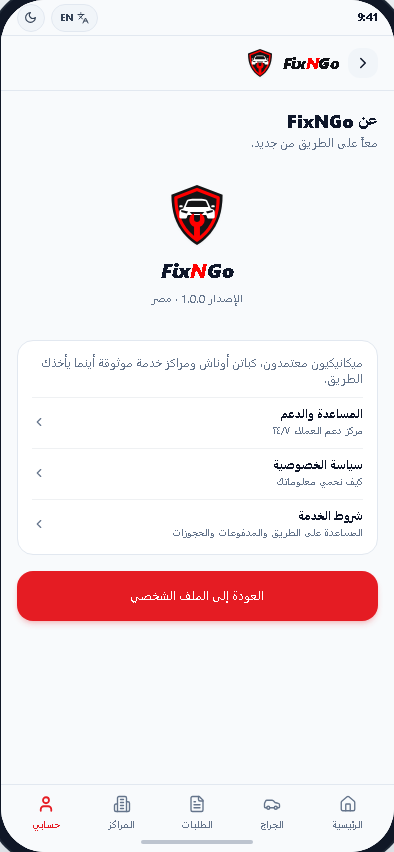 9:41
EN
FixNGo
عن FixNGo
معاً على الطريق من جديد.
FixNGo
الإصدار 1.0.0 · مصر
ميكانيكيون معتمدون، كباتن أوناش ومراكز خدمة موثوقة أينما يأخذك
الطريق.
المساعدة والدعم
مركز دعم العملاء ٢٤/٧
سياسة الخصوصية
كيف نحمي معلوماتك
شروط الخدمة
المساعدة على الطريق والمدفوعات والحجوزات
العودة إلى الملف الشخصي
الرئيسية
الجراج
الطلبات
المراكز
حسابي